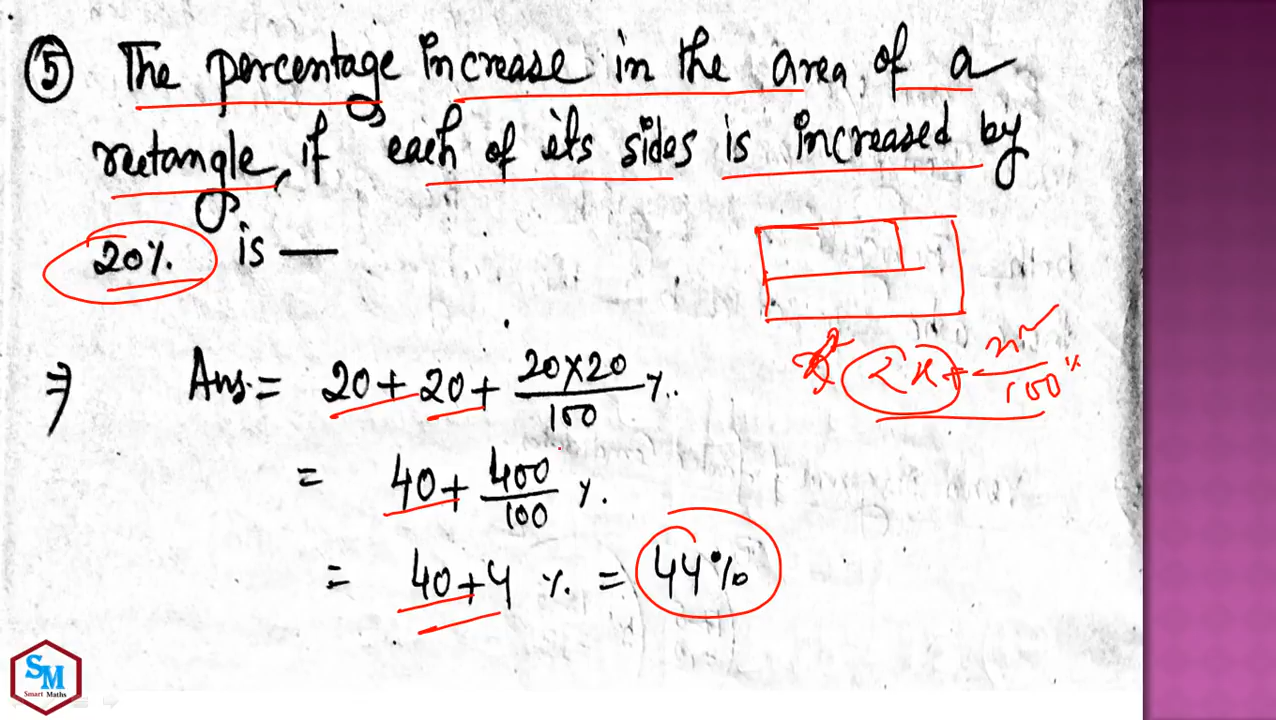 ⑤ The percentage increase in the area of a
rectangle, if each of its sides is increased by
20%. is —
⇒ Ans. = 20 + 20 + 20×20/100 %.
2x + x²/100 %
= 40 + 400/100 %.
= 40 + 4 %. = 44%
SM
Smart Maths